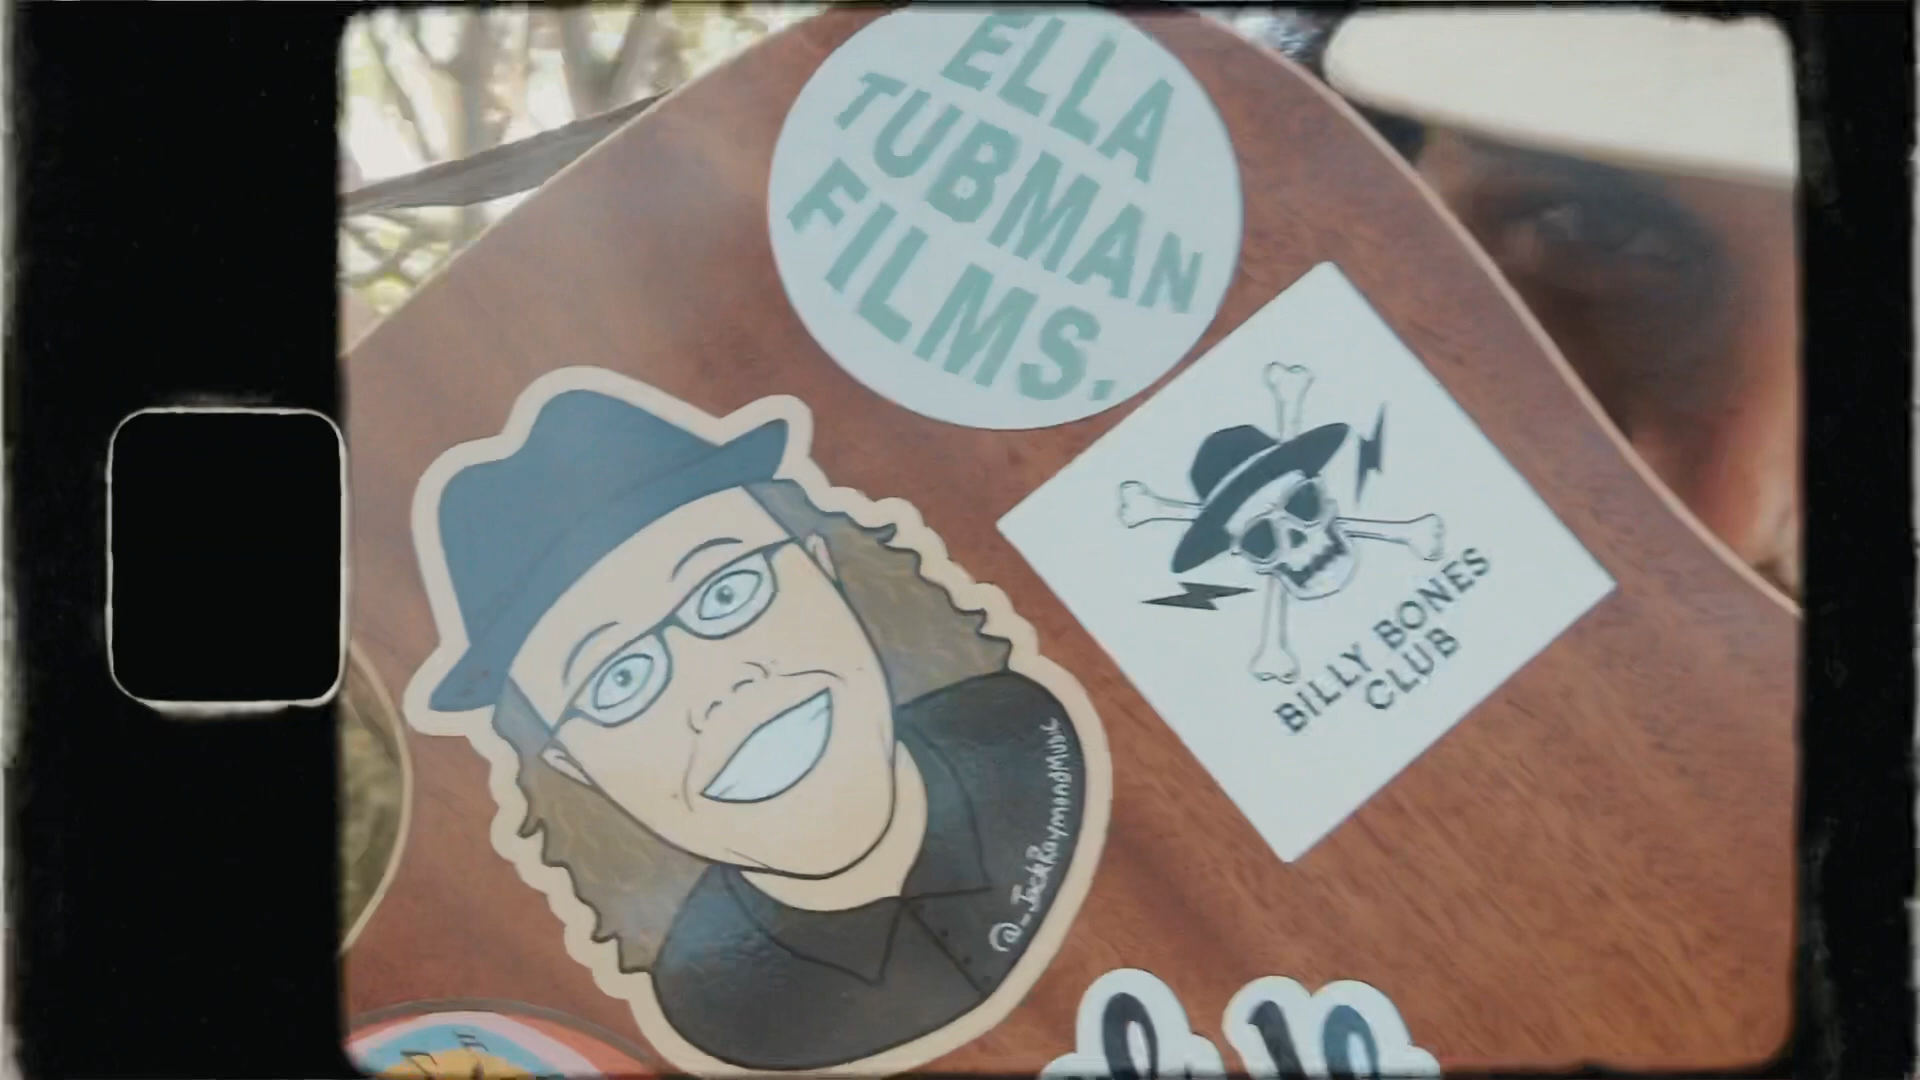 ELLA
TUBMAN
FILMS.
BILLY BONES
CLUB
@_JackRaymondMusic